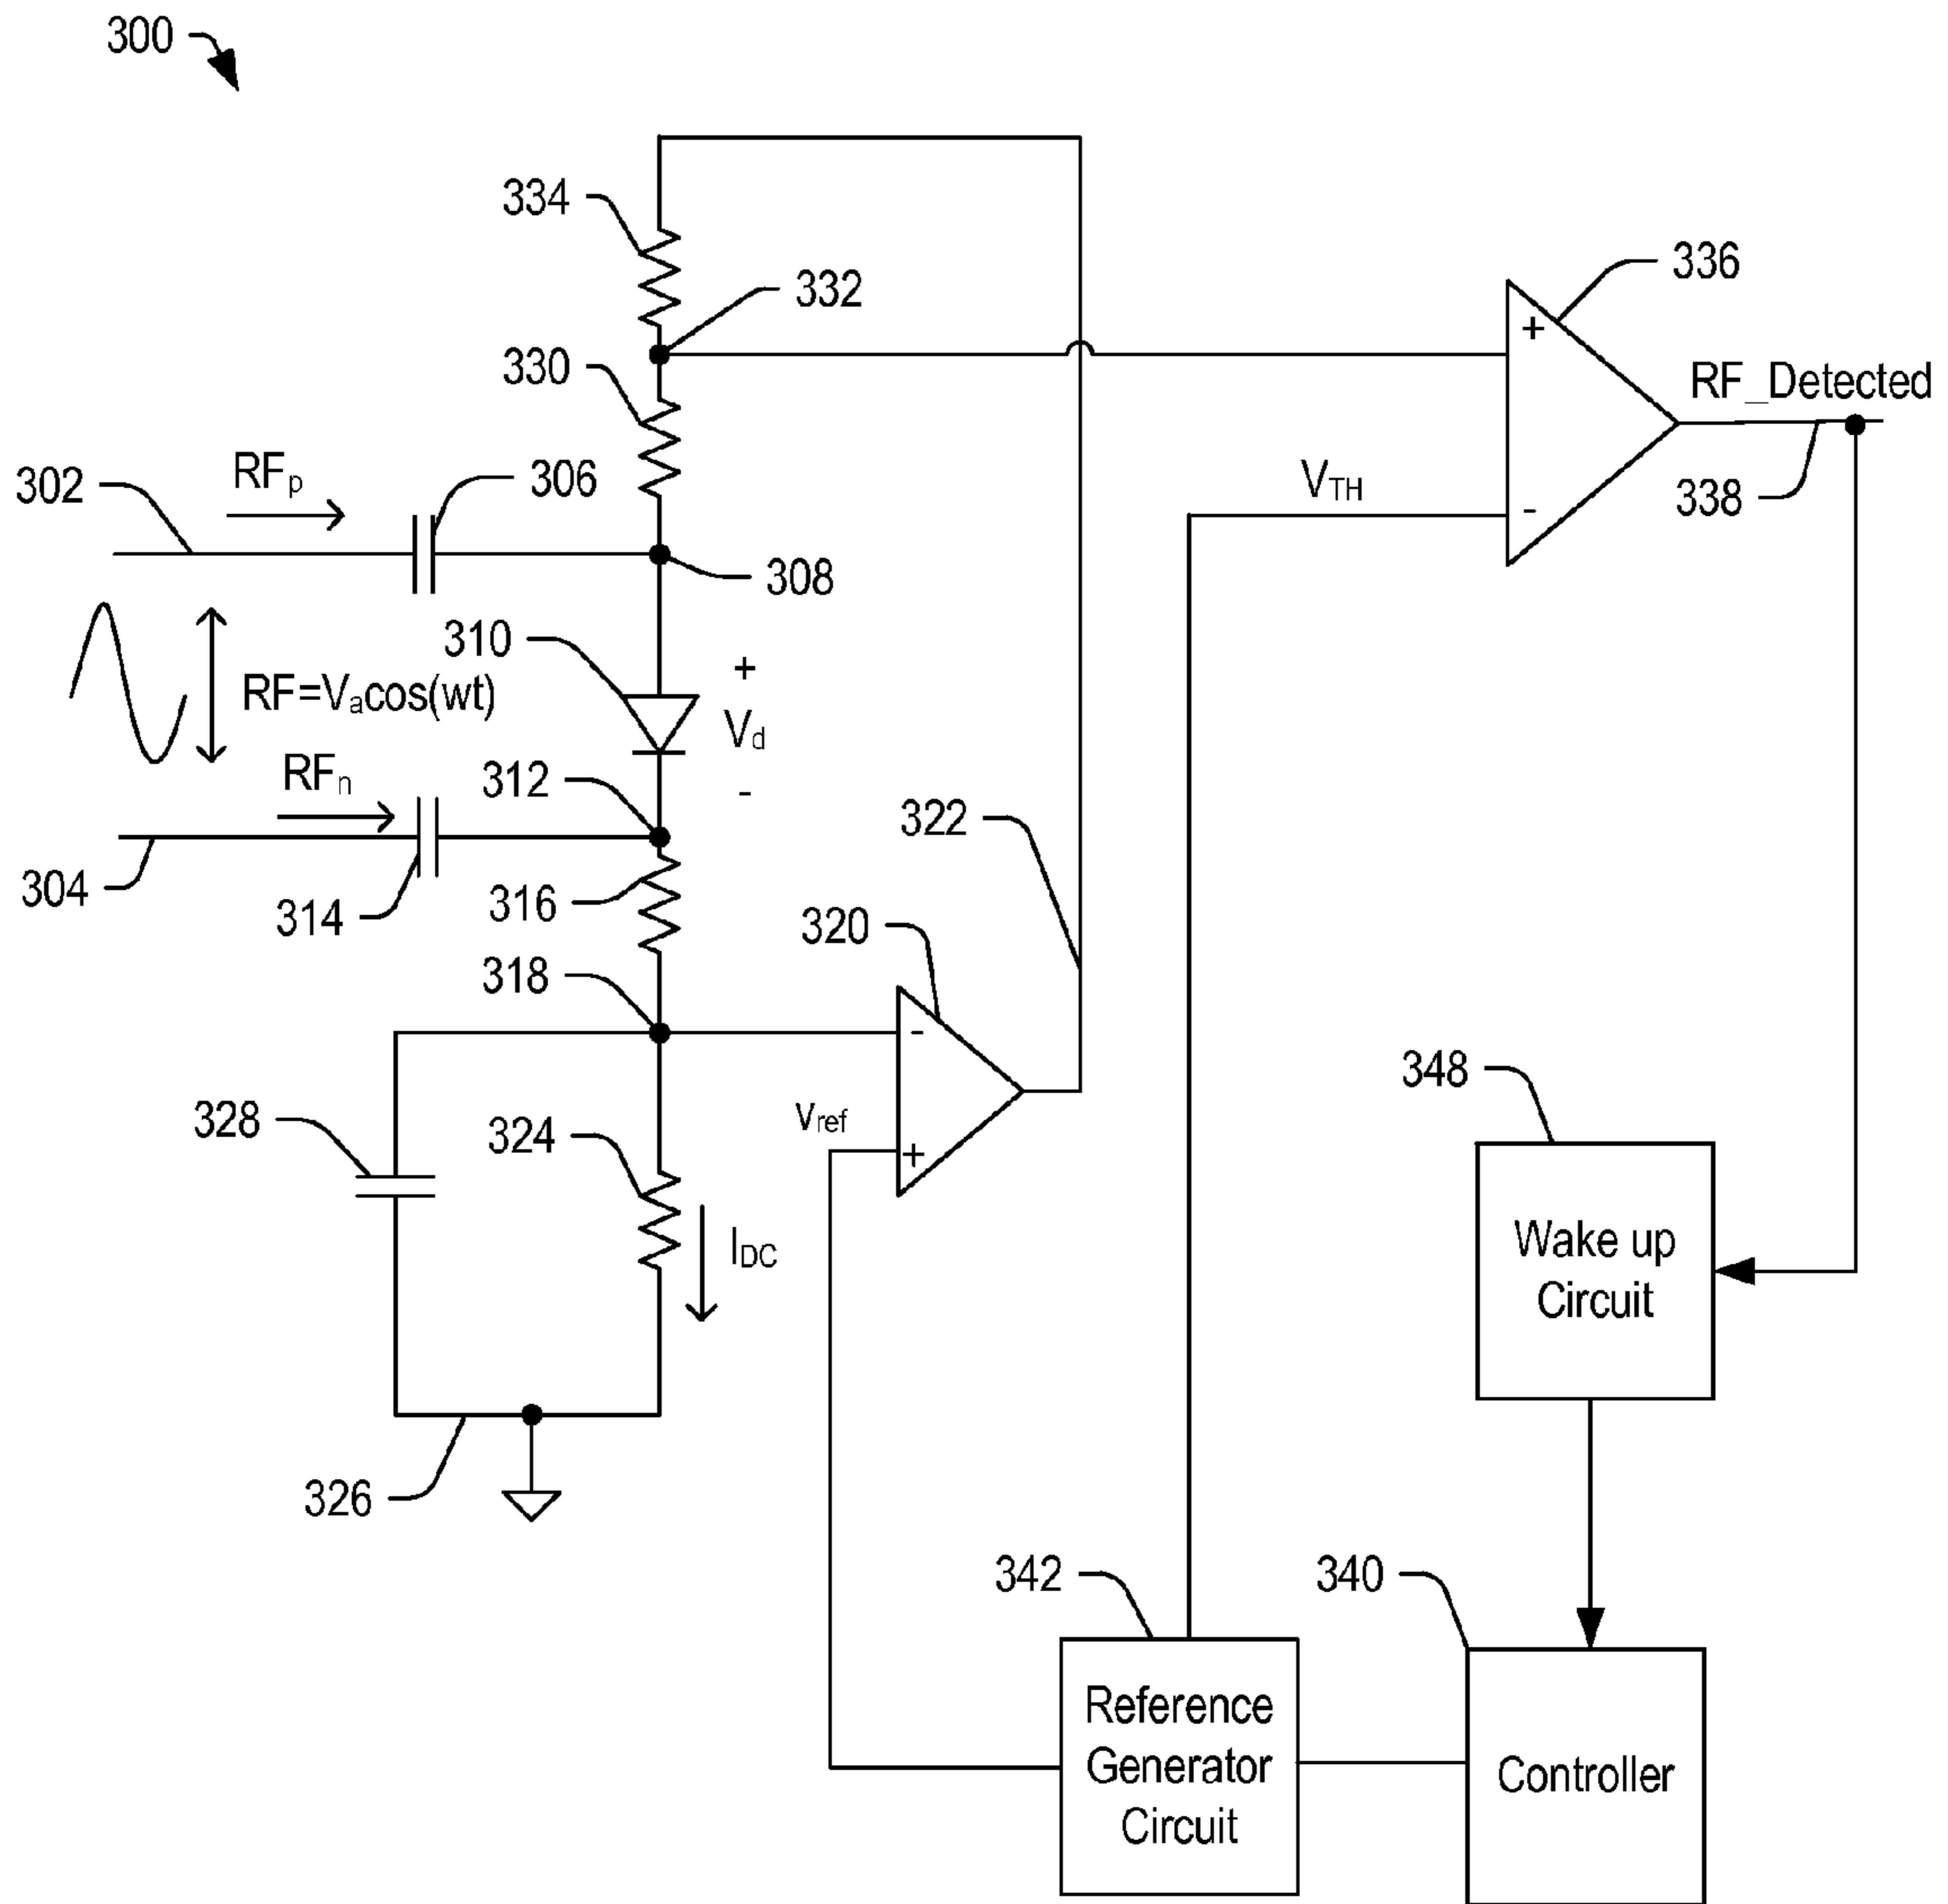 300
334
332
330
336
+
RF_Detected
RFp
306
302
VTH
-
338
308
310
+
RF=Vacos(wt)
Vd
RFn
312
-
322
304
314
316
320
318
-
348
328
324
vref
+
Wake up
Circuit
IDC
326
342
340
Reference
Generator
Circuit
Controller